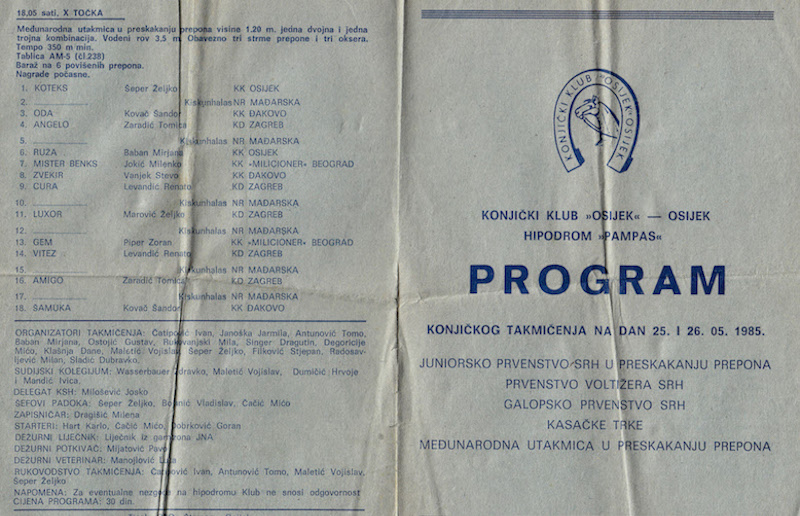 18,05 sati, X TOČKA
Međunarodna utakmica u preskakanju prepona visine 1.20 m. jedna dvojna i jedna
trojna kombinacija. Vodeni rov 3,5 m. Obavezno tri strme prepone i tri oksera.
Tempo 350 m/min.
Tablica AM-5 (čl.238)
Baraž na 6 povišenih prepona.
Nagrade počasne.
1. KOTEKS Šeper Željko KK OSIJEK
2. Kiskunhalas NR MAĐARSKA
3. ODA Kovač Šandor KK ĐAKOVO
4. ANGELO Zaradić Tomica KD ZAGREB
5. Kiskunhalas NR MAĐARSKA
6. RUŽA Baban Mirjana KK OSIJEK
7. MISTER BENKS Jokić Milenko KK »MILICIONER« BEOGRAD
8. ZVEKIR Vanjek Stevo KK ĐAKOVO
9. CURA Levandić Renato KD ZAGREB
10. Kiskunhalas NR MAĐARSKA
11. LUXOR Marović Željko KD ZAGREB
12. Kiskunhalas NR MAĐARSKA
13. GEM Piper Zoran KK »MILICIONER« BEOGRAD
14. VITEZ Levandić Renato KD ZAGREB
15. Kiskunhalas NR MAĐARSKA
16. AMIGO Zaradić Tomica KD ZAGREB
17. Kiskunhalas NR MAĐARSKA
18. SAMUKA Kovač Šandor KK ĐAKOVO
ORGANIZATORI TAKMIČENJA: Čatipović Ivan, Janoška Jarmila, Antunović Tomo,
Baban Mirjana, Ostojić Gustav, Rukovanjski Mila, Singer Dragutin, Degoricije
Mićo, Klašnja Dane, Maletić Vojislav, Šeper Željko, Filković Stjepan, Radosav-
ljević Milan, Sladić Dubravko.
SUDIJSKI KOLEGIJUM: Wasserbauer Zdravko, Maletić Vojislav, Dumičić Hrvoje
i Mandić Ivica.
DELEGAT KSH: Milošević Josko
ŠEFOVI PADOKA: Šeper Željko, Vladislav, Čačić Mićo
ZAPISNIČAR: Dragišić Milena
STARTERI: Hart Karlo, Čačić Mićo, Dobrković Goran
DEŽURNI LIJEČNIK: Liječnik iz garnizona JNA
DEŽURNI POTKIVAČ: Mijatović Pavo
DEŽURNI VETERINAR: Manojlović
RUKOVODSTVO TAKMIČENJA: Čatipović Ivan, Antunović Tomo, Maletić Vojislav,
Šeper Željko
NAPOMENA: Za eventualne nezgode na hipodromu Klub ne snosi odgovornost
CIJENA PROGRAMA: 30 din.
KONJIČKI KLUB „OSIJEK" OSIJEK
KONJIČKI KLUB »OSIJEK« — OSIJEK
HIPODROM »PAMPAS«
PROGRAM
KONJIČKOG TAKMIČENJA NA DAN 25. I 26. 05. 1985.
JUNIORSKO PRVENSTVO SRH U PRESKAKANJU PREPONA
PRVENSTVO VOLTIŽERA SRH
GALOPSKO PRVENSTVO SRH
KASAČKE TRKE
MEĐUNARODNA UTAKMICA U PRESKAKANJU PREPONA